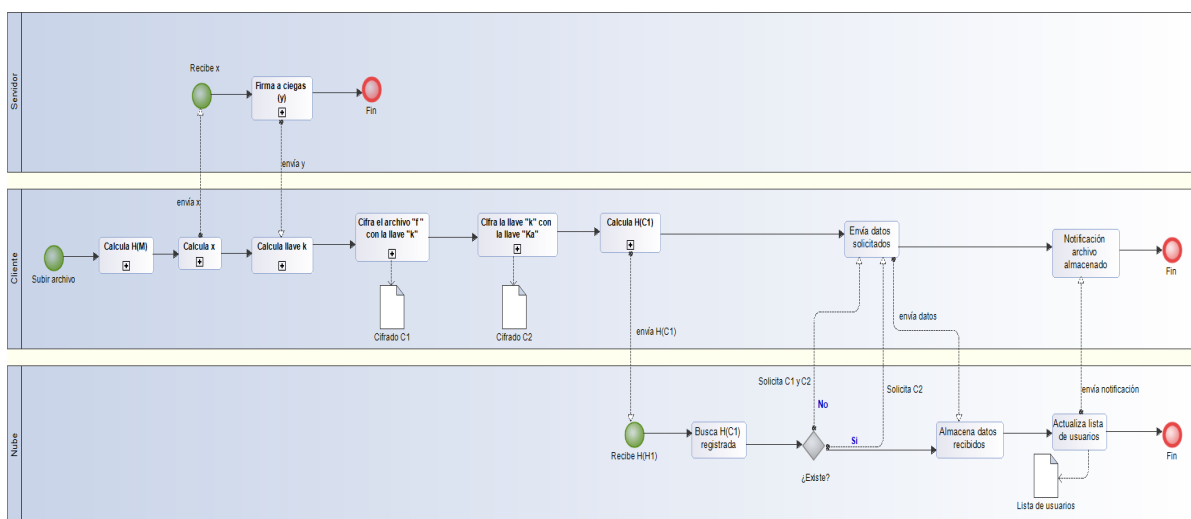 Servidor
Recibe x
Firma a ciegas
(y)
Fin
envía y
envía x
Cliente
Subir archivo
Calcula H(M)
Calcula x
Calcula llave k
Cifra el archivo "f "
con la llave "k"
Cifrado C1
CIfra la llave "k" con
la llave "Ka"
Cifrado C2
Calcula H(C1)
envía H(C1)
Envía datos
solicitados
envía datos
Notificación
archivo
almacenado
Fin
Nube
Recibe H(H1)
Busca H(C1)
registrada
¿Existe?
No
Si
Solicita C1 y C2
Solicita C2
Almacena datos
recibidos
Actualiza lista
de usuarios
envía notificación
Lista de usuarios
Fin